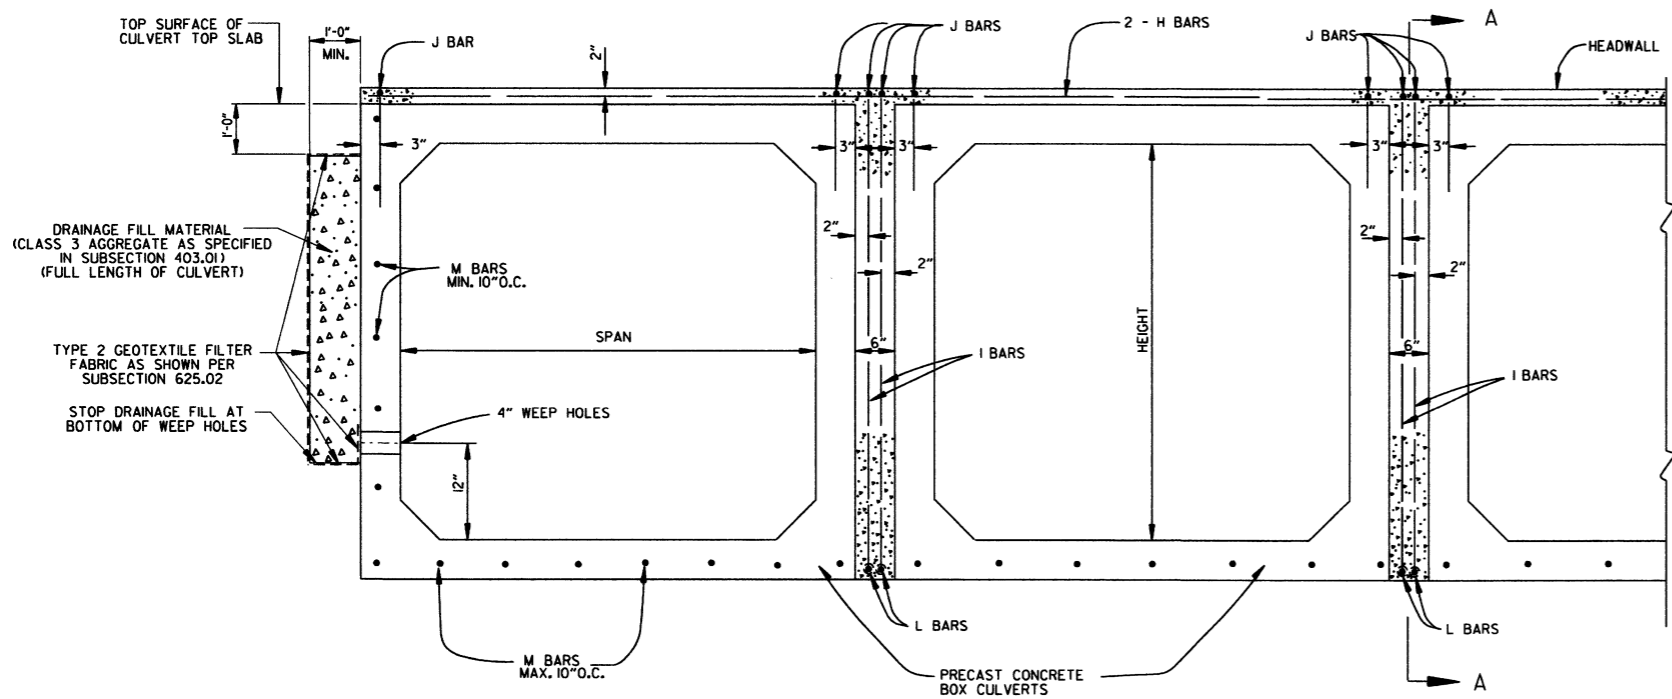 TOP SURFACE OF
CULVERT TOP SLAB
1'-0"
MIN.
J BAR
2"
J BARS
2 - H BARS
J BARS
A
HEADWALL
1'-0"
3"
3"
3"
3"
3"
DRAINAGE FILL MATERIAL
(CLASS 3 AGGREGATE AS SPECIFIED
IN SUBSECTION 403.01)
(FULL LENGTH OF CULVERT)
M BARS
MIN. 10"O.C.
2"
2"
2"
2"
SPAN
HEIGHT
6"
6"
I BARS
I BARS
TYPE 2 GEOTEXTILE FILTER
FABRIC AS SHOWN PER
SUBSECTION 625.02
STOP DRAINAGE FILL AT
BOTTOM OF WEEP HOLES
4" WEEP HOLES
12"
L BARS
L BARS
M BARS
MAX. 10"O.C.
PRECAST CONCRETE
BOX CULVERTS
A